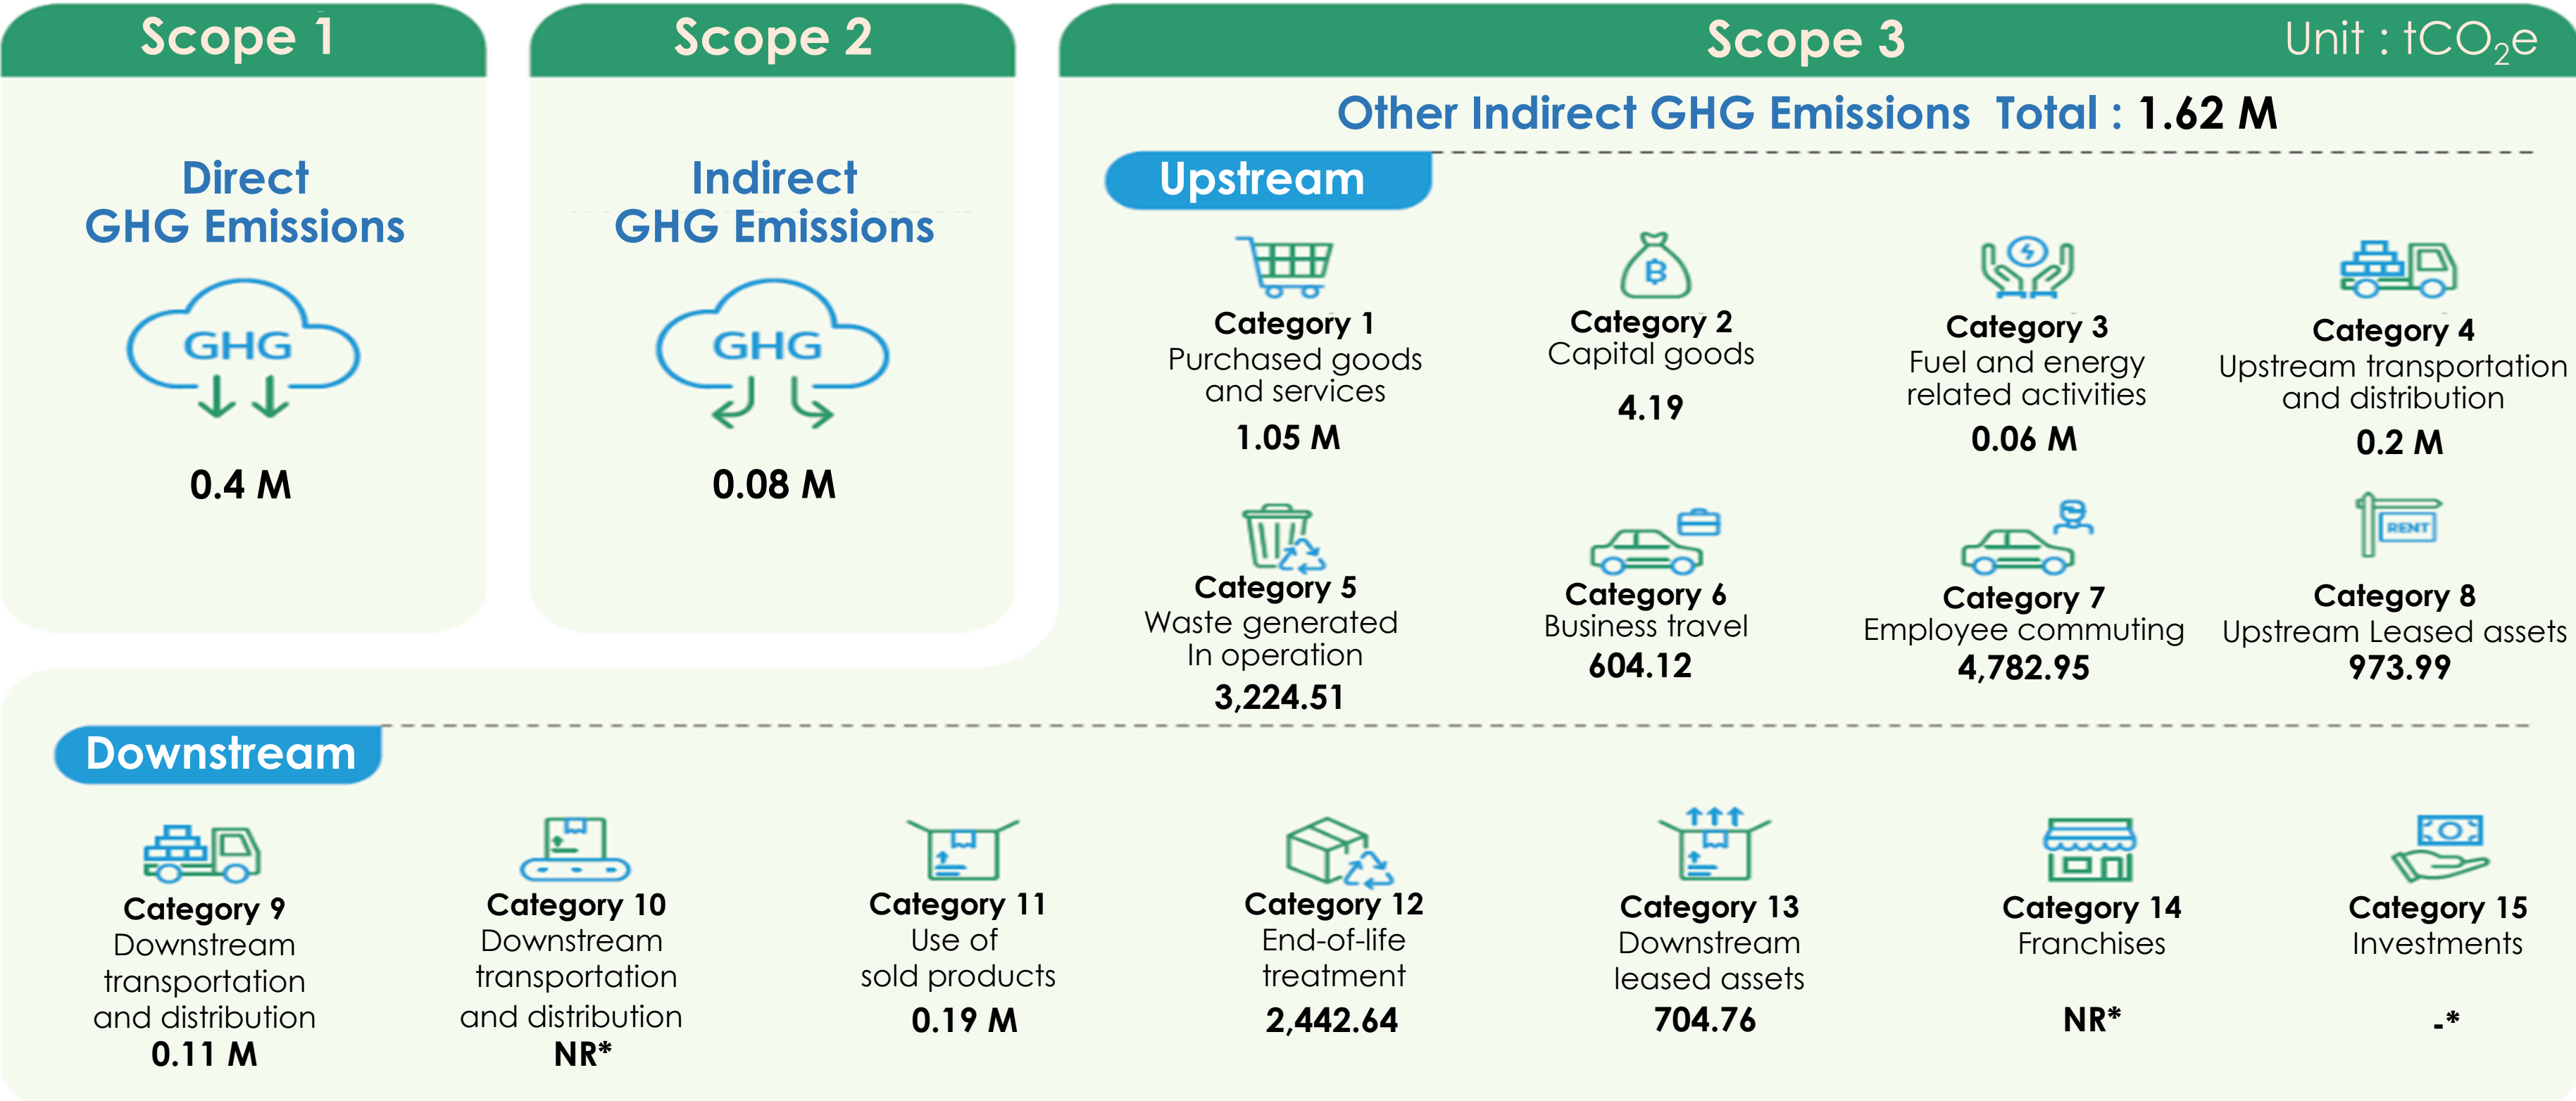 Scope 1
Direct
GHG Emissions
GHG
0.4 M
Scope 2
Indirect
GHG Emissions
GHG
0.08 M
Scope 3
Unit : tCO₂e
Other Indirect GHG Emissions Total : 1.62 M
Upstream
Category 1
Purchased goods
and services
1.05 M
B
Category 2
Capital goods
4.19
Category 3
Fuel and energy
related activities
0.06 M
Category 4
Upstream transportation
and distribution
0.2 M
Category 5
Waste generated
In operation
3,224.51
Category 6
Business travel
604.12
Category 7
Employee commuting
4,782.95
RENT
Category 8
Upstream Leased assets
973.99
Downstream
Category 9
Downstream
transportation
and distribution
0.11 M
Category 10
Downstream
transportation
and distribution
NR*
Category 11
Use of
sold products
0.19 M
Category 12
End-of-life
treatment
2,442.64
Category 13
Downstream
leased assets
704.76
Category 14
Franchises
NR*
Category 15
Investments
-*